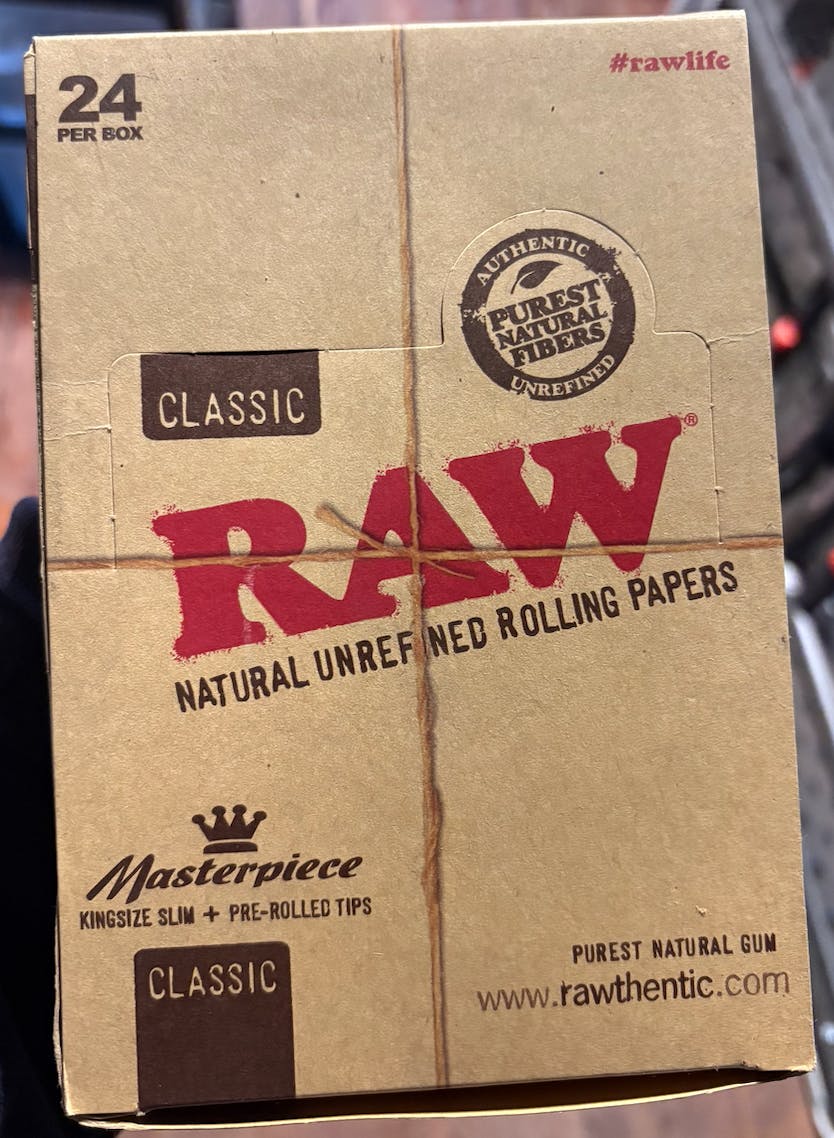 24
PER BOX
#rawlife
AUTHENTIC
PUREST
NATURAL
FIBERS
UNREFINED
CLASSIC
RAW®
NATURAL UNREFINED ROLLING PAPERS
Masterpiece
KINGSIZE SLIM + PRE-ROLLED TIPS
CLASSIC
PUREST NATURAL GUM
www.rawthentic.com